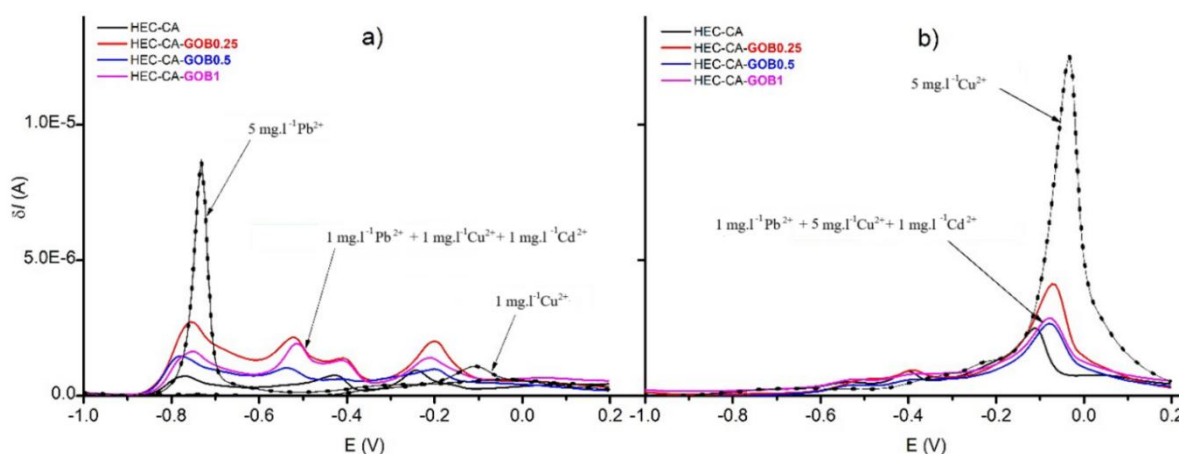 HEC-CA
HEC-CA-GOB0.25
HEC-CA-GOB0.5
HEC-CA-GOB1
a)
5 mg.l⁻¹Pb²⁺
1 mg.l⁻¹Pb²⁺ + 1 mg.l⁻¹Cu²⁺ + 1 mg.l⁻¹Cd²⁺
1 mg.l⁻¹Cu²⁺
1.0E-5
5.0E-6
0.0
δI (A)
-1.0 -0.8 -0.6 -0.4 -0.2 0.0 0.2
E (V)
HEC-CA
HEC-CA-GOB0.25
HEC-CA-GOB0.5
HEC-CA-GOB1
b)
5 mg.l⁻¹Cu²⁺
1 mg.l⁻¹Pb²⁺ + 5 mg.l⁻¹Cu²⁺ + 1 mg.l⁻¹Cd²⁺
-1.0 -0.8 -0.6 -0.4 -0.2 0.0 0.2
E (V)